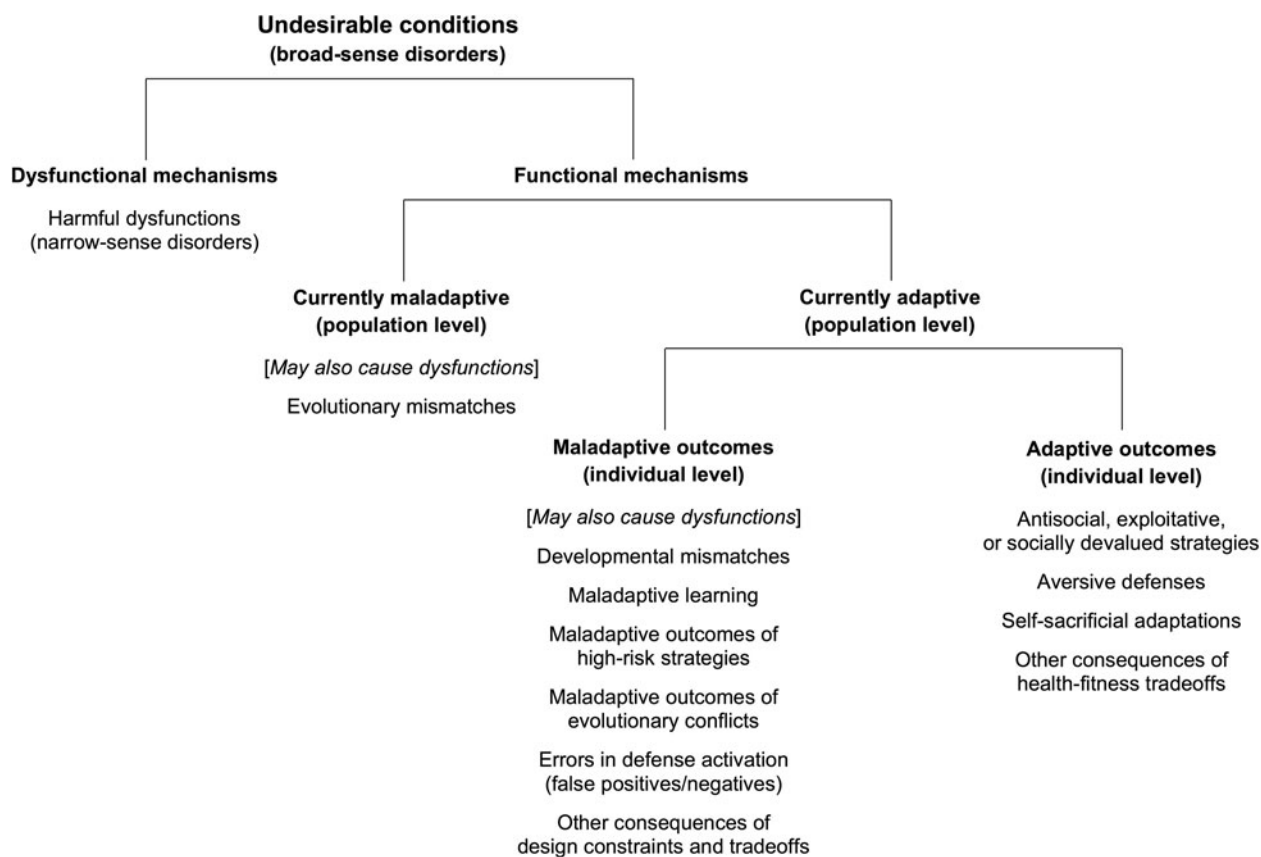 Undesirable conditions
(broad-sense disorders)
Dysfunctional mechanisms
Harmful dysfunctions
(narrow-sense disorders)
Functional mechanisms
Currently maladaptive
(population level)
[May also cause dysfunctions]
Evolutionary mismatches
Currently adaptive
(population level)
Maladaptive outcomes
(individual level)
[May also cause dysfunctions]
Developmental mismatches
Maladaptive learning
Maladaptive outcomes of
high-risk strategies
Maladaptive outcomes of
evolutionary conflicts
Errors in defense activation
(false positives/negatives)
Other consequences of
design constraints and tradeoffs
Adaptive outcomes
(individual level)
Antisocial, exploitative,
or socially devalued strategies
Aversive defenses
Self-sacrificial adaptations
Other consequences of
health-fitness tradeoffs